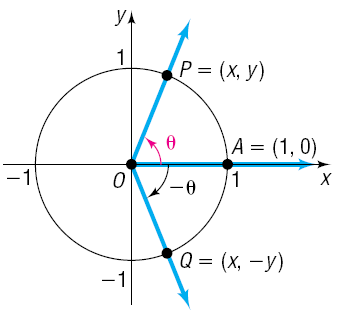 y
1
P = (x, y)
θ
A = (1, 0)
−1
O
−θ
1
x
Q = (x, −y)
−1